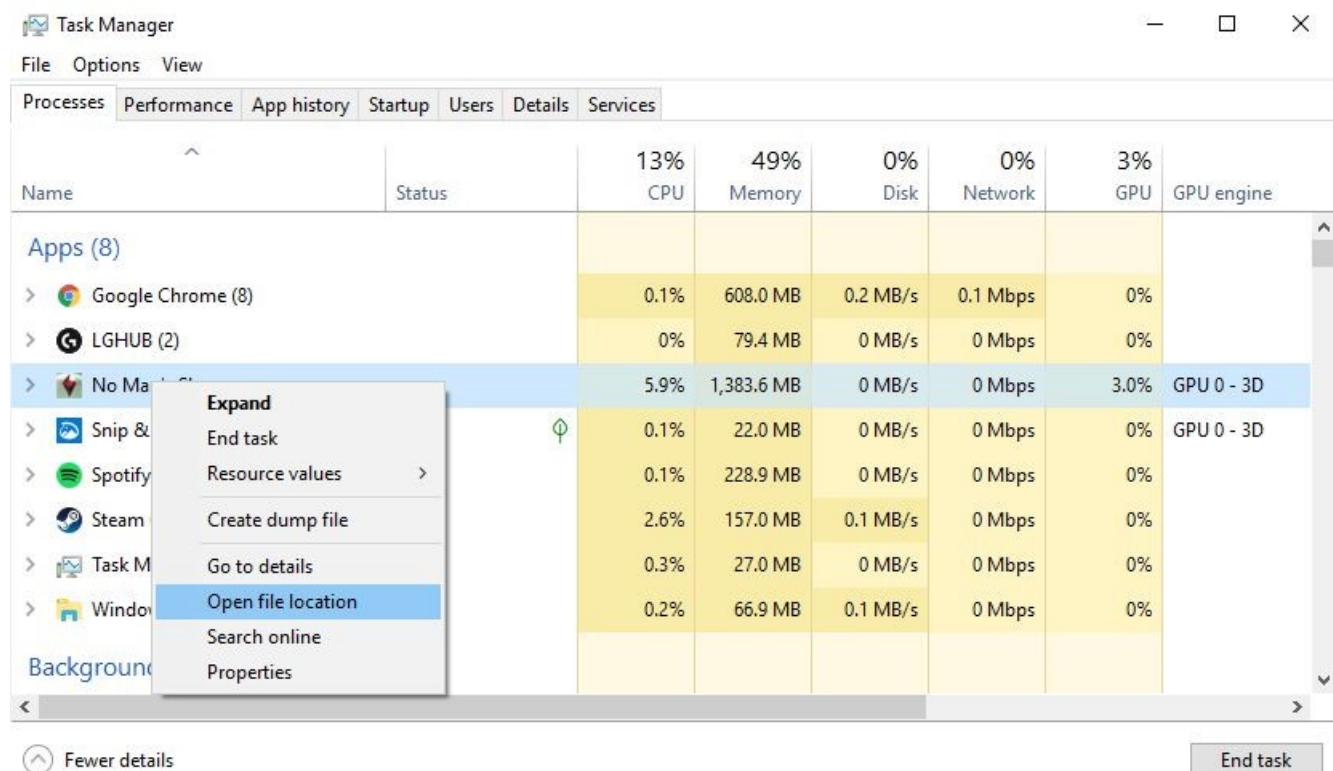 Task Manager
File Options View
Processes Performance App history Startup Users Details Services
13% 49% 0% 0% 3%
Name Status CPU Memory Disk Network GPU GPU engine
Apps (8)
Google Chrome (8) 0.1% 608.0 MB 0.2 MB/s 0.1 Mbps 0%
LGHUB (2) 0% 79.4 MB 0 MB/s 0 Mbps 0%
No 5.9% 1,383.6 MB 0 MB/s 0 Mbps 3.0% GPU 0 - 3D
Expand
Snip & 0.1% 22.0 MB 0 MB/s 0 Mbps 0% GPU 0 - 3D
End task
Spotify 0.1% 228.9 MB 0 MB/s 0 Mbps 0%
Resource values
Steam 2.6% 157.0 MB 0.1 MB/s 0 Mbps 0%
Create dump file
Task M 0.3% 27.0 MB 0 MB/s 0 Mbps 0%
Go to details
Windo 0.2% 66.9 MB 0.1 MB/s 0 Mbps 0%
Open file location
Search online
Background
Properties
Fewer details End task